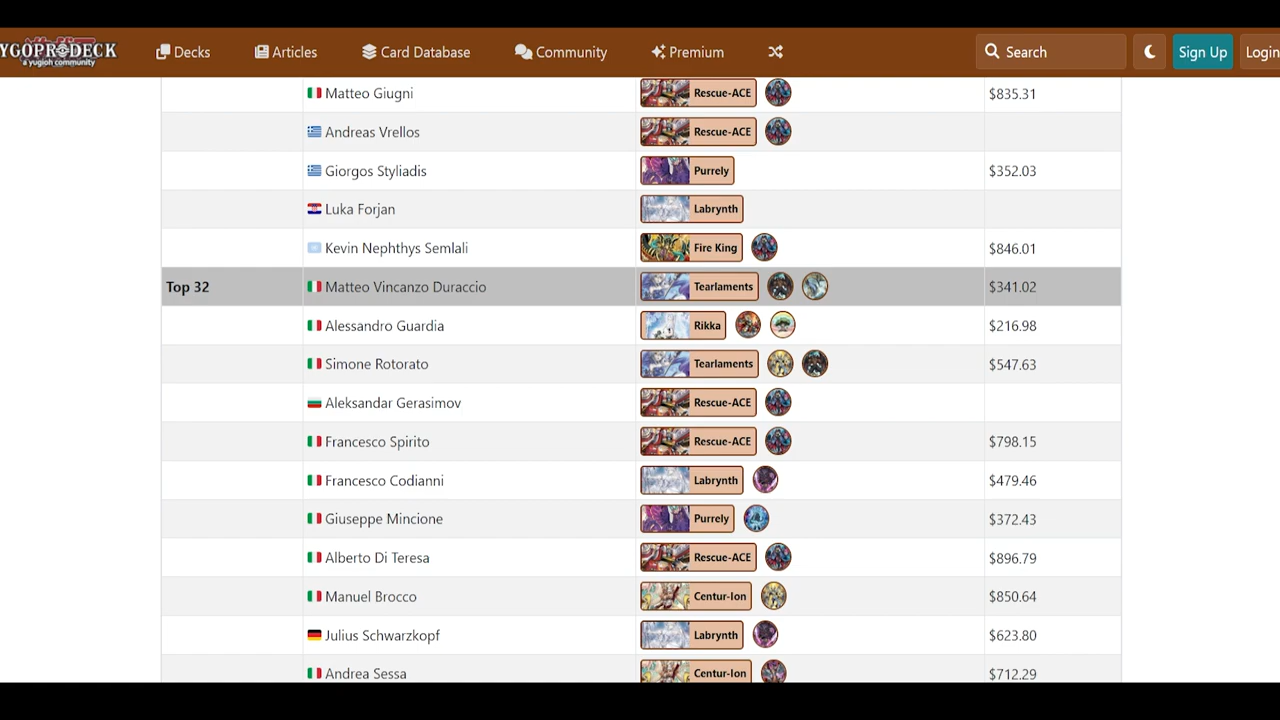 YGOPRODECK
a yugioh community
Decks Articles Card Database Community Premium Search Sign Up Login
Matteo Giugni Rescue-ACE $835.31
Andreas Vrellos Rescue-ACE
Giorgos Styliadis Purrely $352.03
Luka Forjan Labrynth
Kevin Nephthys Semlali Fire King $846.01
Top 32 Matteo Vincanzo Duraccio Tearlaments $341.02
Alessandro Guardia Rikka $216.98
Simone Rotorato Tearlaments $547.63
Aleksandar Gerasimov Rescue-ACE
Francesco Spirito Rescue-ACE $798.15
Francesco Codianni Labrynth $479.46
Giuseppe Mincione Purrely $372.43
Alberto Di Teresa Rescue-ACE $896.79
Manuel Brocco Centur-Ion $850.64
Julius Schwarzkopf Labrynth $623.80
Andrea Sessa Centur-Ion $712.29